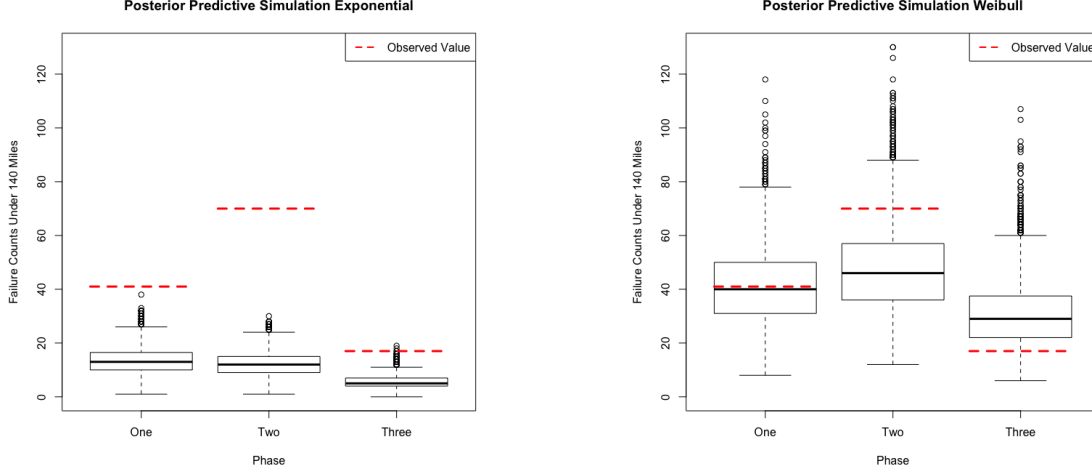 Posterior Predictive Simulation Exponential
Observed Value
Failure Counts Under 140 Miles
120
100
80
60
40
20
0
One Two Three
Phase
Posterior Predictive Simulation Weibull
Observed Value
Failure Counts Under 140 Miles
120
100
80
60
40
20
0
One Two Three
Phase